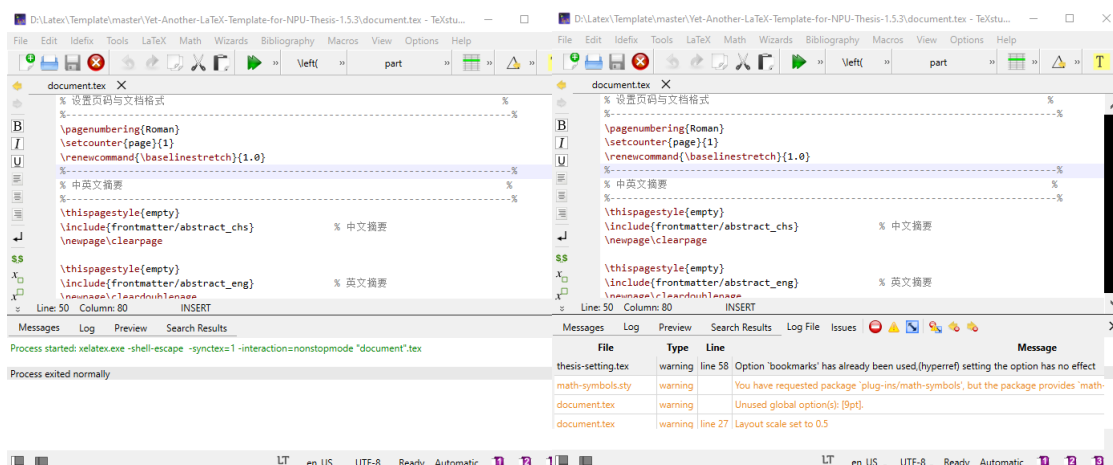 D:\Latex\Template\master\Yet-Another-LaTeX-Template-for-NPU-Thesis-1.5.3\document.tex - TeXstu...
File Edit Idefix Tools LaTeX Math Wizards Bibliography Macros View Options Help
\left( » part »
document.tex
% 设置页码与文档格式 %
%---------------------------------------------------------------------------%
\pagenumbering{Roman}
\setcounter{page}{1}
\renewcommand{\baselinestretch}{1.0}
%---------------------------------------------------------------------------%
% 中英文摘要 %
%---------------------------------------------------------------------------%
\thispagestyle{empty}
\include{frontmatter/abstract_chs} % 中文摘要
\newpage\clearpage
\thispagestyle{empty}
\include{frontmatter/abstract_eng} % 英文摘要
\newpage\cleardoublepage
Line: 50 Column: 80 INSERT
Messages Log Preview Search Results
Process started: xelatex.exe -shell-escape -synctex=1 -interaction=nonstopmode "document".tex
Process exited normally
LT en_US UTF-8 Ready Automatic
D:\Latex\Template\master\Yet-Another-LaTeX-Template-for-NPU-Thesis-1.5.3\document.tex - TeXstu...
File Edit Idefix Tools LaTeX Math Wizards Bibliography Macros View Options Help
\left( » part » T
document.tex
% 设置页码与文档格式 %
%---------------------------------------------------------------------------%
\pagenumbering{Roman}
\setcounter{page}{1}
\renewcommand{\baselinestretch}{1.0}
%---------------------------------------------------------------------------%
% 中英文摘要 %
%---------------------------------------------------------------------------%
\thispagestyle{empty}
\include{frontmatter/abstract_chs} % 中文摘要
\newpage\clearpage
\thispagestyle{empty}
\include{frontmatter/abstract_eng} % 英文摘要
\newpage\cleardoublepage
Line: 50 Column: 80 INSERT
Messages Log Preview Search Results Log File Issues
File Type Line Message
thesis-setting.tex warning line 58 Option `bookmarks' has already been used,(hyperref) setting the option has no effect
math-symbols.sty warning You have requested package `plug-ins/math-symbols', but the package provides `math-
document.tex warning Unused global option(s): [9pt].
document.tex warning line 27 Layout scale set to 0.5
LT en_US UTF-8 Ready Automatic